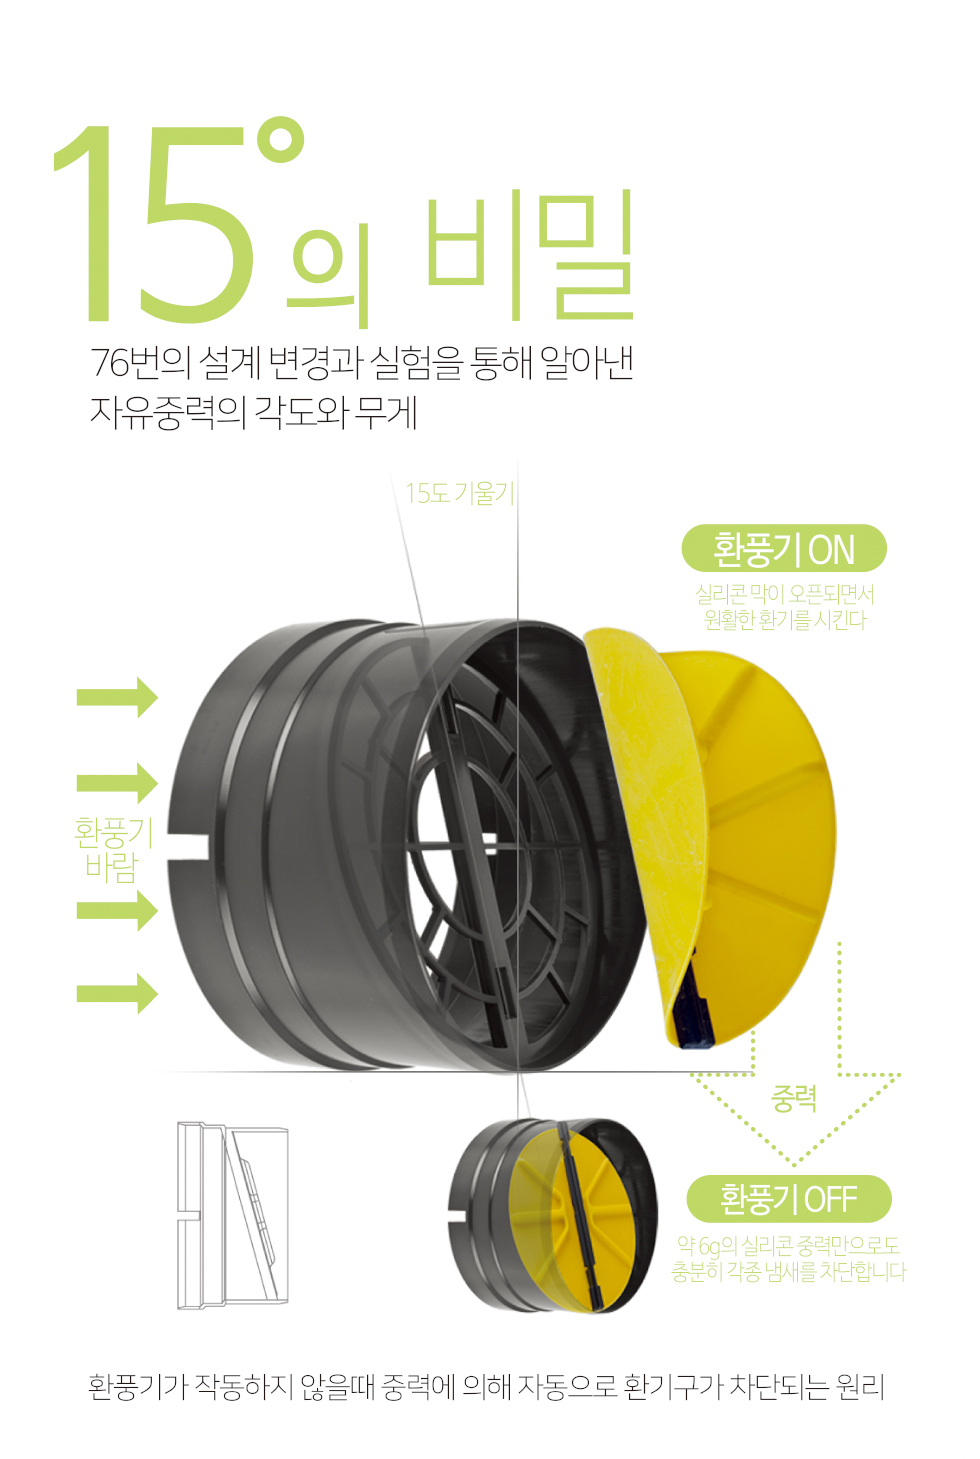 15°의 비밀
76번의 설계 변경과 실험을 통해 알아낸
자유중력의 각도와 무게
15도 기울기
환풍기 ON
실리콘 막이 오픈되면서
원활한 환기를 시킨다
환풍기
바람
중력
환풍기 OFF
약 6g의 실리콘 중력만으로도
충분히 각종 냄새를 차단합니다
환풍기가 작동하지 않을때 중력에 의해 자동으로 환기구가 차단되는 원리